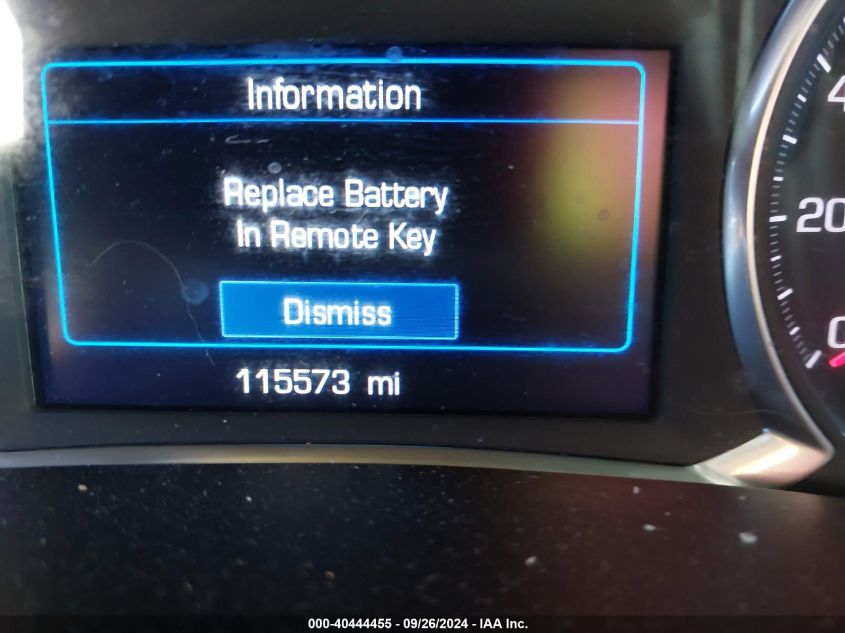 Information
Replace Battery
In Remote Key
Dismiss
115573 mi
20
000-40444455 - 09/26/2024 - IAA Inc.